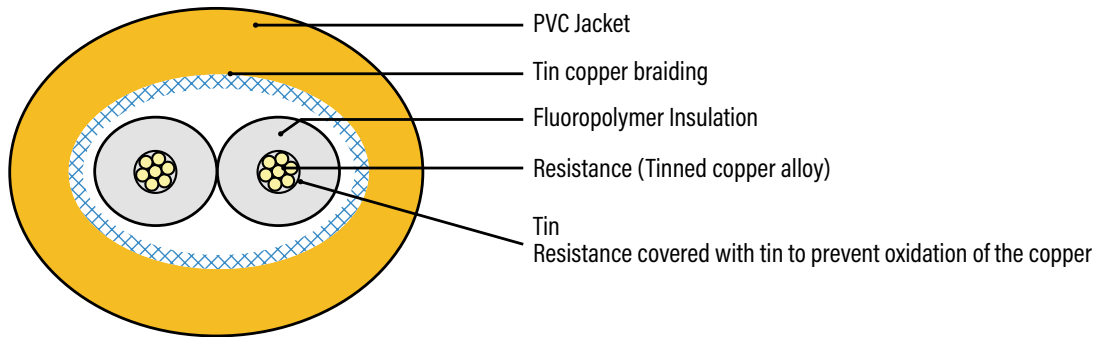 PVC Jacket
Tin copper braiding
Fluoropolymer Insulation
Resistance (Tinned copper alloy)
Tin
Resistance covered with tin to prevent oxidation of the copper